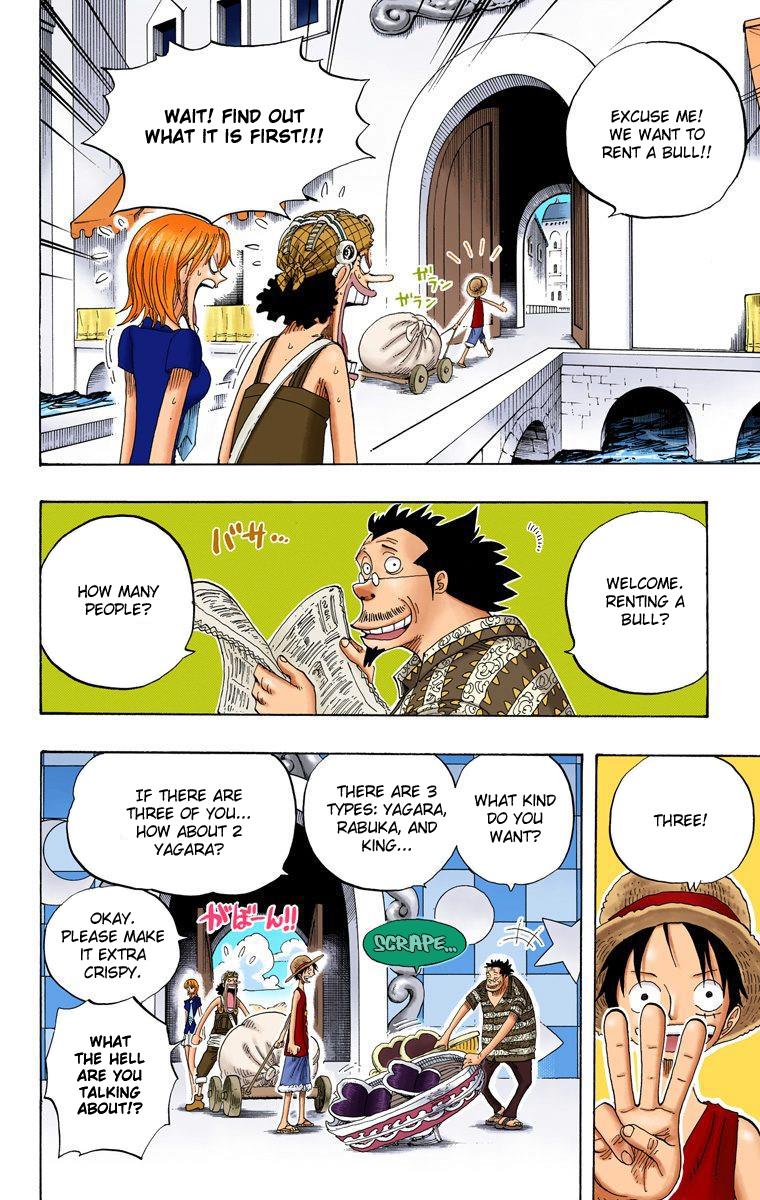 EXCUSE ME!
WE WANT TO
RENT A BULL!!
WAIT! FIND OUT
WHAT IT IS FIRST!!!
ガラン
ガラン
WELCOME.
RENTING A
BULL?
バサ...
HOW MANY
PEOPLE?
THREE!
WHAT KIND
DO YOU
WANT?
THERE ARE 3
TYPES: YAGARA,
RABUKA, AND
KING...
IF THERE ARE
THREE OF YOU...
HOW ABOUT 2
YAGARA?
OKAY.
PLEASE MAKE
IT EXTRA
CRISPY.
がぼーん!!
SCRAPE...
WHAT
THE HELL
ARE YOU
TALKING
ABOUT!?